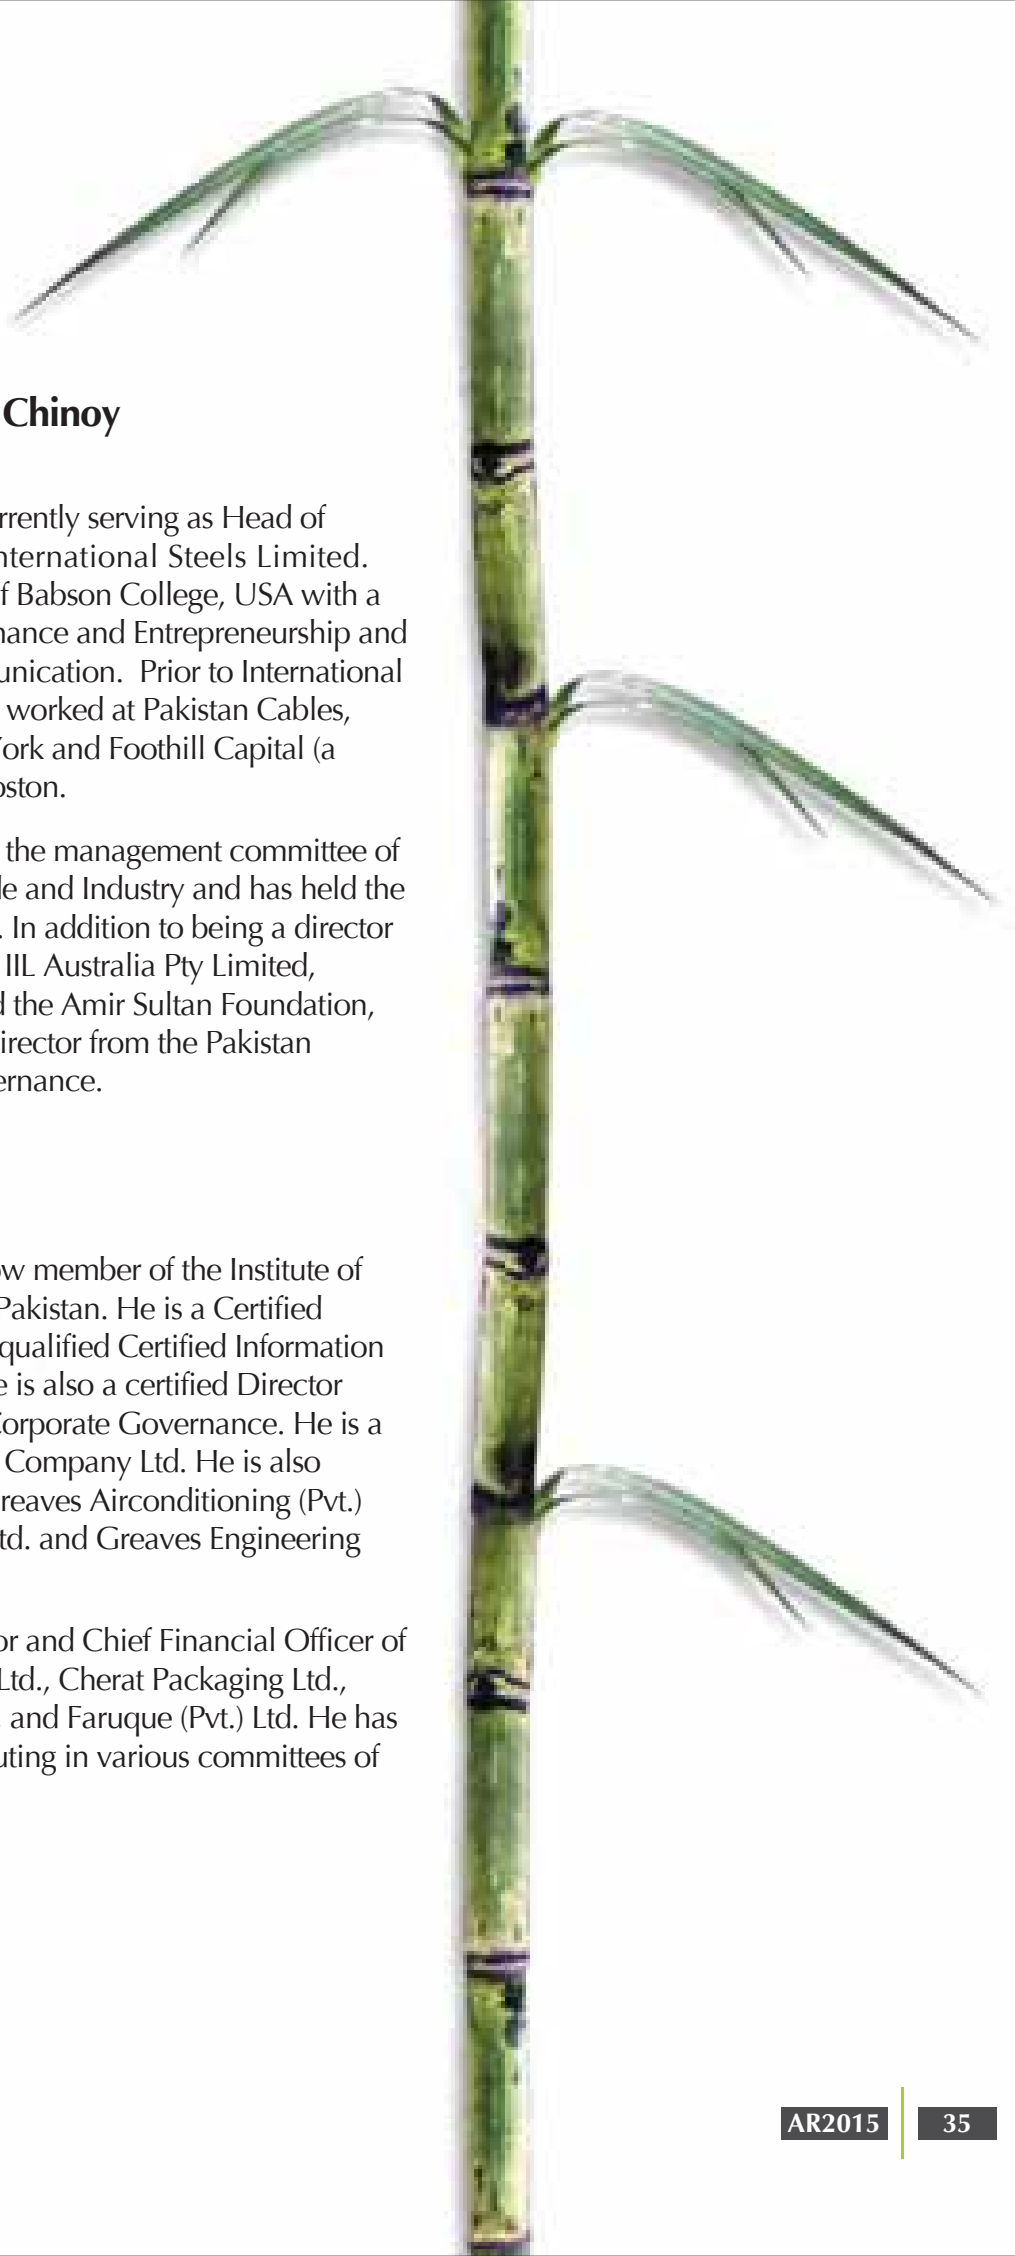 Chinoy
rrently serving as Head of
nternational Steels Limited.
f Babson College, USA with a
nance and Entrepreneurship and
unication. Prior to International
worked at Pakistan Cables,
York and Foothill Capital (a
oston.
the management committee of
de and Industry and has held the
. In addition to being a director
IIL Australia Pty Limited,
d the Amir Sultan Foundation,
irector from the Pakistan
ernance.
ow member of the Institute of
Pakistan. He is a Certified
qualified Certified Information
e is also a certified Director
Corporate Governance. He is a
Company Ltd. He is also
reaves Airconditioning (Pvt.)
td. and Greaves Engineering
or and Chief Financial Officer of
Ltd., Cherat Packaging Ltd.,
. and Faruque (Pvt.) Ltd. He has
uting in various committees of
AR2015 35